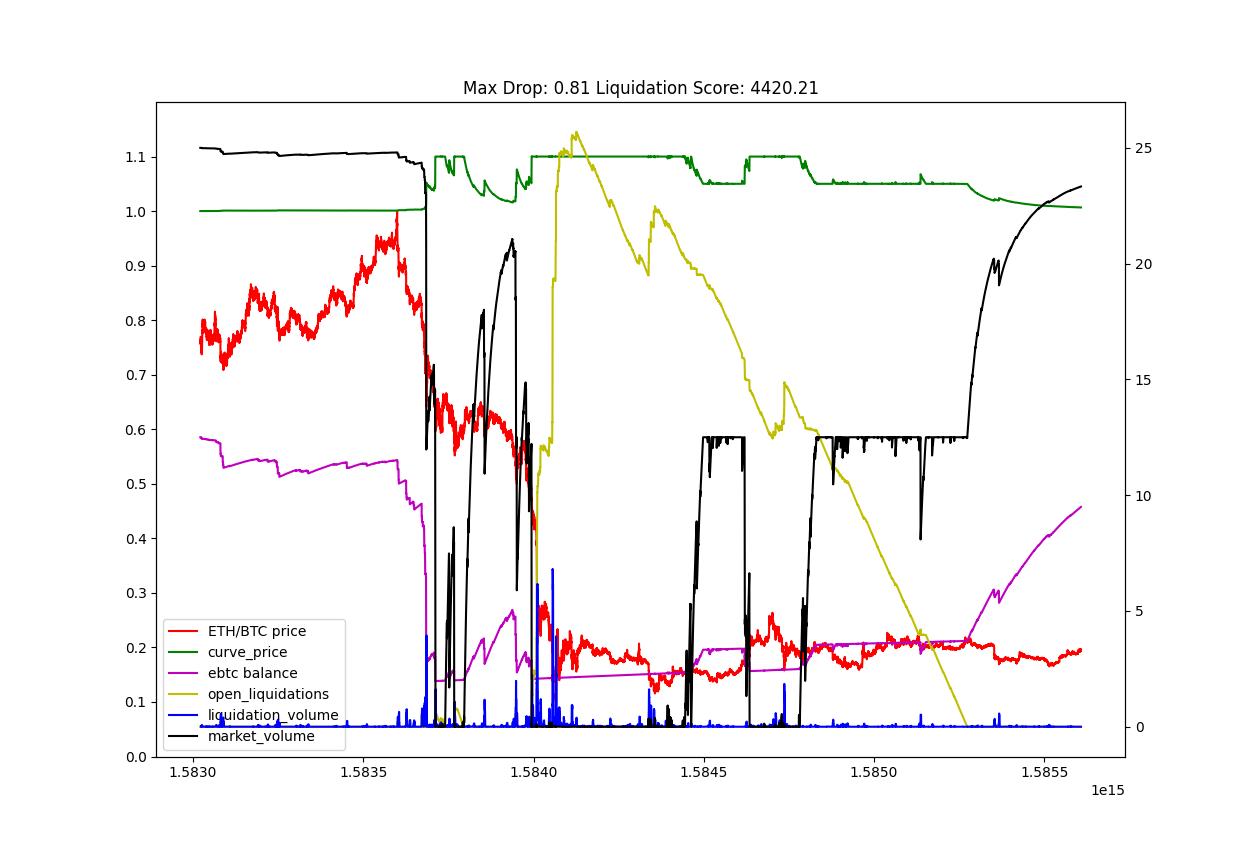 Max Drop: 0.81 Liquidation Score: 4420.21
1.1
1.0
0.9
0.8
0.7
0.6
0.5
0.4
0.3
0.2
0.1
0.0
25
20
15
10
5
0
ETH/BTC price
curve_price
ebtc balance
open_liquidations
liquidation_volume
market_volume
1.5830 1.5835 1.5840 1.5845 1.5850 1.5855
1e15